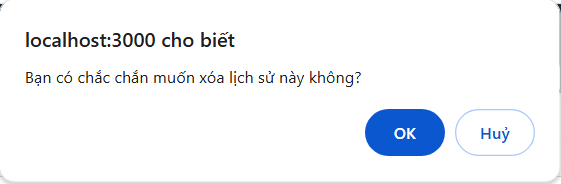 localhost:3000 cho biết
Bạn có chắc chắn muốn xóa lịch sử này không?
OK
Huỷ